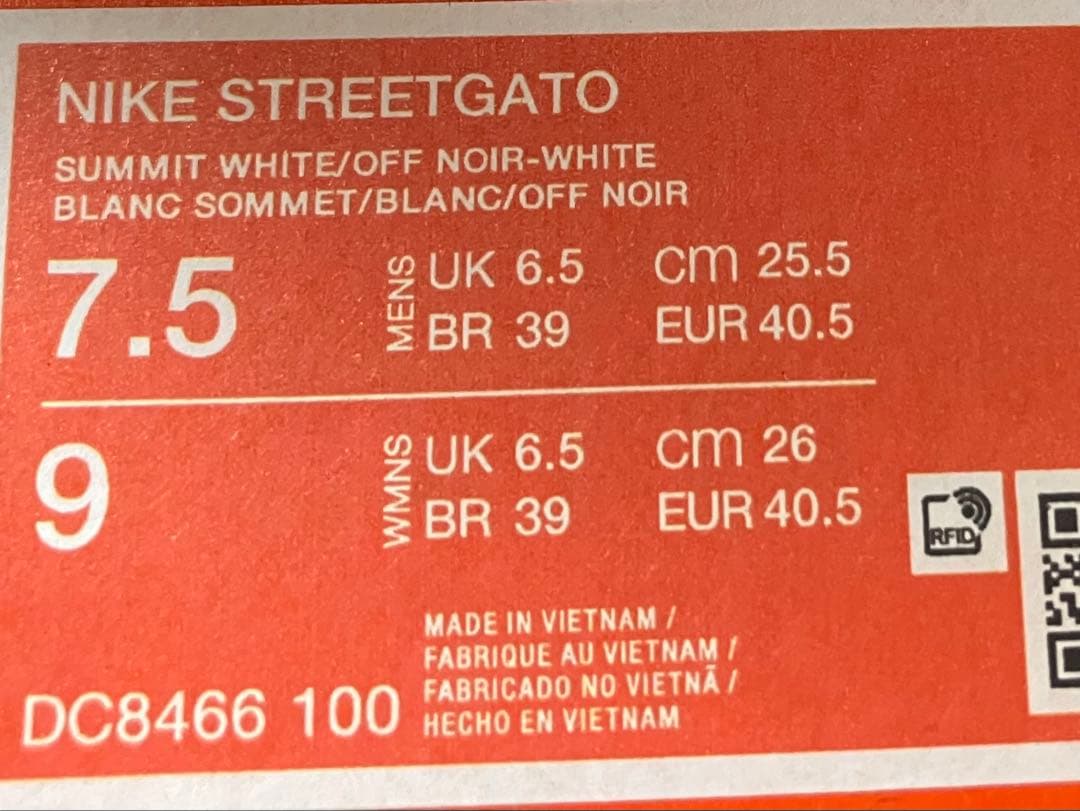 NIKE STREETGATO
SUMMIT WHITE/OFF NOIR-WHITE
BLANC SOMMET/BLANC/OFF NOIR
7.5 MENS UK 6.5 cm 25.5
BR 39 EUR 40.5
9 WMNS UK 6.5 cm 26
BR 39 EUR 40.5
RFID
MADE IN VIETNAM /
FABRIQUE AU VIETNAM /
FABRICADO NO VIETNÃ /
HECHO EN VIETNAM
DC8466 100